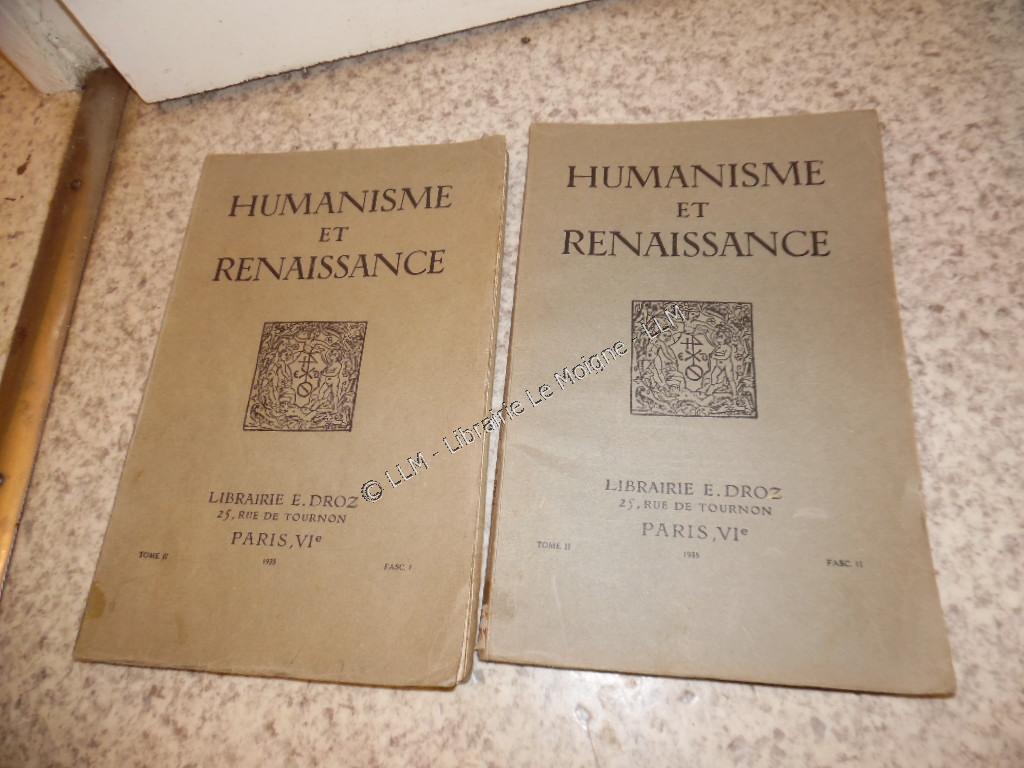 HUMANISME
ET
RENAISSANCE
LIBRAIRIE E. DROZ
25, RUE DE TOURNON
PARIS, VIe
TOME II
1935
FASC. I
HUMANISME
ET
RENAISSANCE
LIBRAIRIE E. DROZ
25, RUE DE TOURNON
PARIS, VIe
TOME II
1935
FASC. II
© LLM - Librairie Le Moigne - LLM